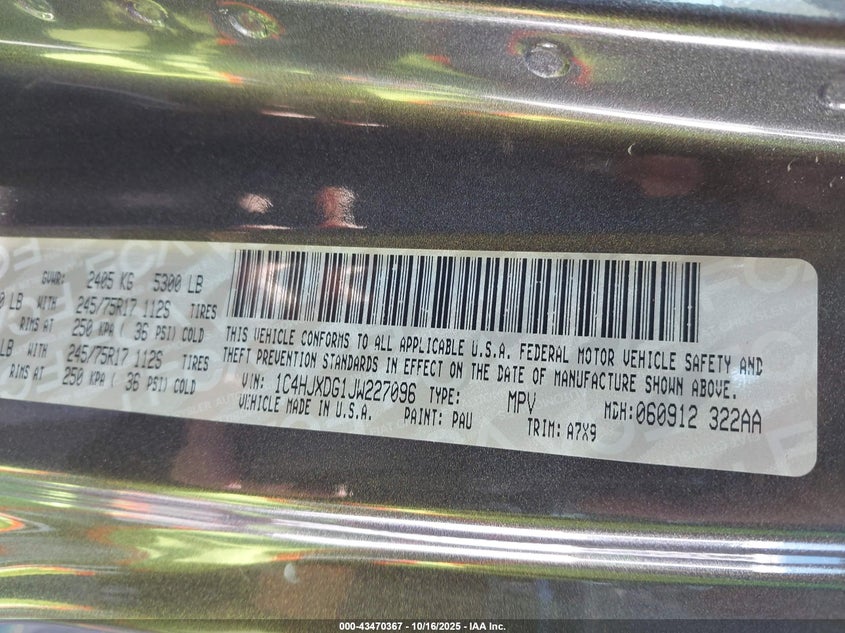 GVWR: 2405 KG 5300 LB
LB WITH 245/75R17 112S TIRES
RIMS AT 250 KPA ( 36 PSI) COLD
LB WITH 245/75R17 112S TIRES
RIMS AT 250 KPA ( 36 PSI) COLD
THIS VEHICLE CONFORMS TO ALL APPLICABLE U.S.A. FEDERAL MOTOR VEHICLE SAFETY AND
THEFT PREVENTION STANDARDS IN EFFECT ON THE DATE OF MANUFACTURE SHOWN ABOVE.
VIN: 1C4HJXDG1JW227096 TYPE: MPV MDH:060912 322AA
VEHICLE MADE IN U.S.A. PAINT: PAU TRIM: A7X9
000-43470367 - 10/16/2025 - IAA Inc.